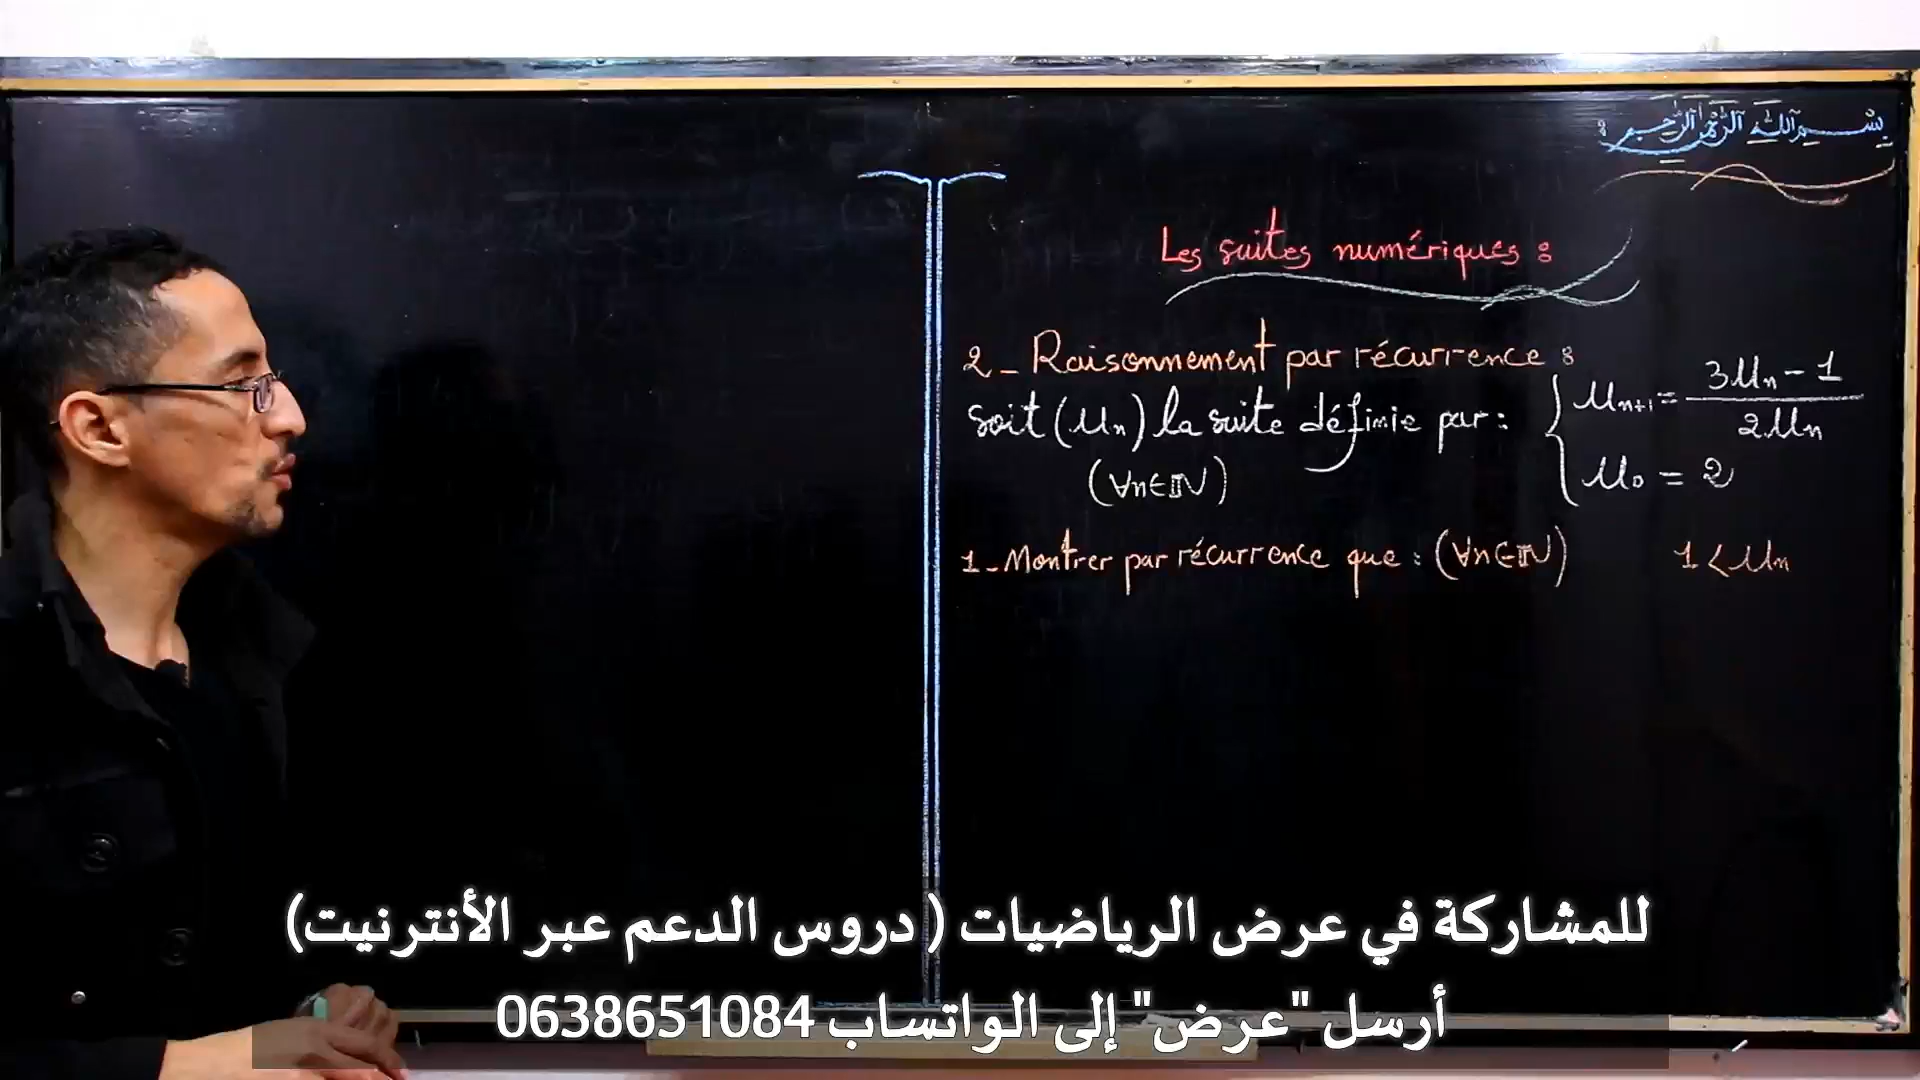 بسم الله الرحمن الرحيم :
Les suites numériques :
2 - Raisonnement par récurrence :
soit (Un) la suite définie par : { Un+1 = (3Un - 1) / 2Un
(∀n∈ℕ) { U0 = 2
1 - Montrer par récurrence que : (∀n∈ℕ) 1 < Un
للمشاركة في عرض الرياضيات ( دروس الدعم عبر الأنترنيت)
أرسل "عرض" إلى الواتساب 0638651084